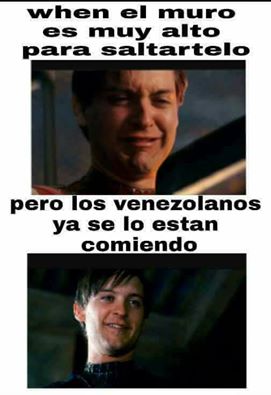 when el muro
es muy alto
para saltartelo
pero los venezolanos
ya se lo estan
comiendo